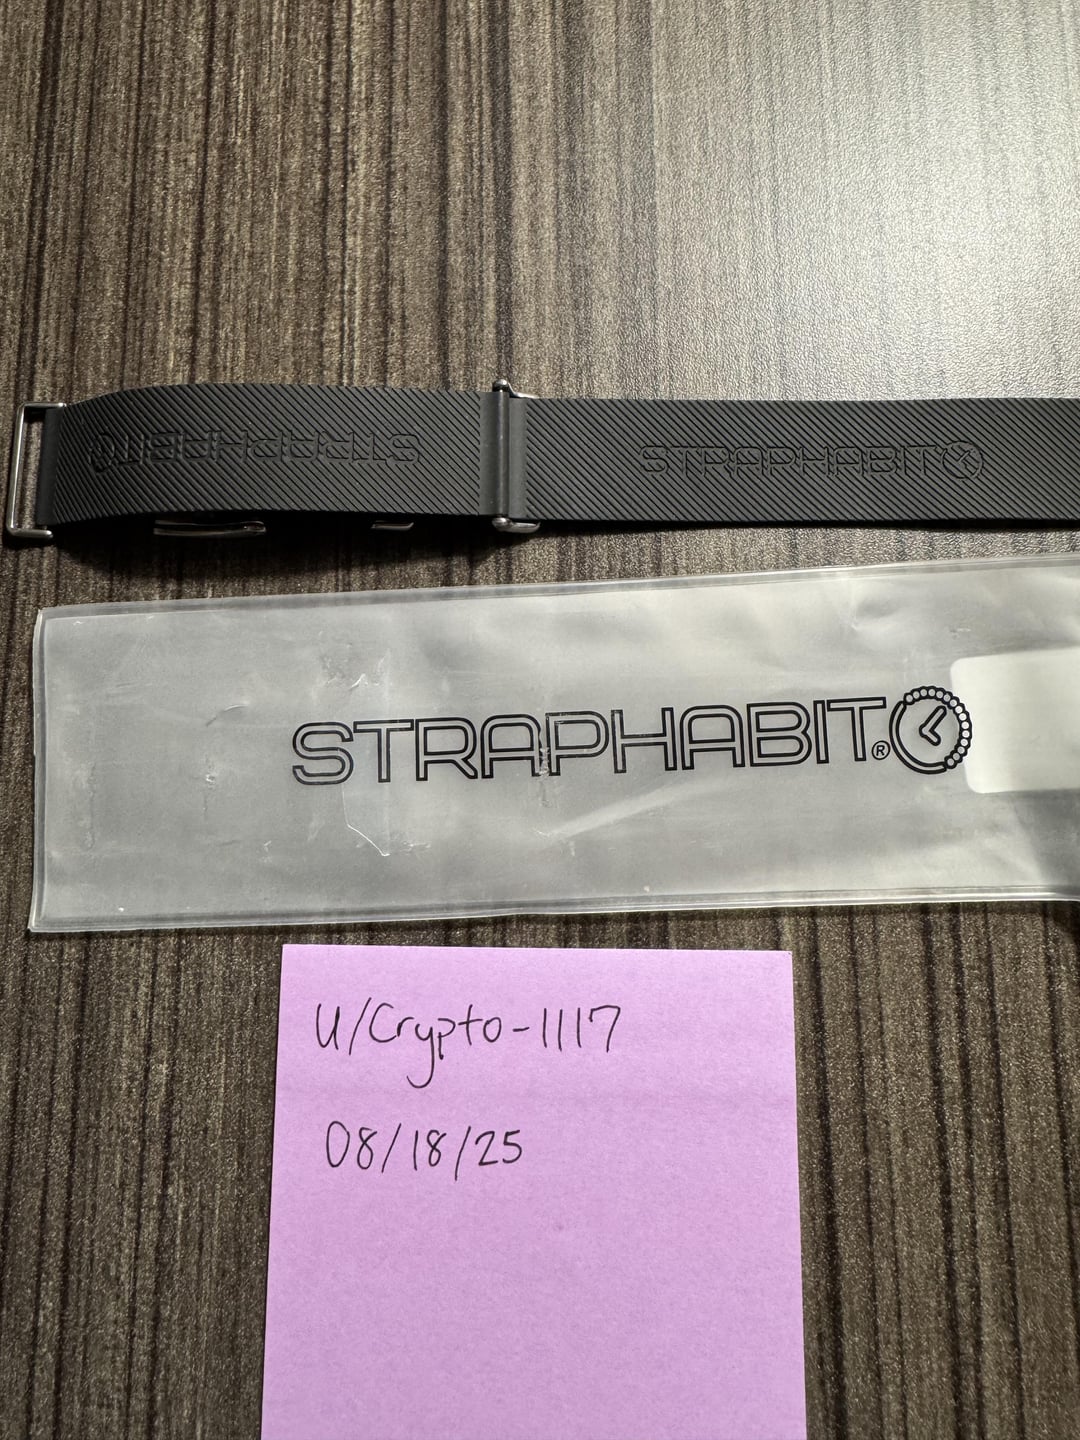 STRAPHABIT
STRAPHABIT
STRAPHABIT®
U/Crypto-1117
08/18/25